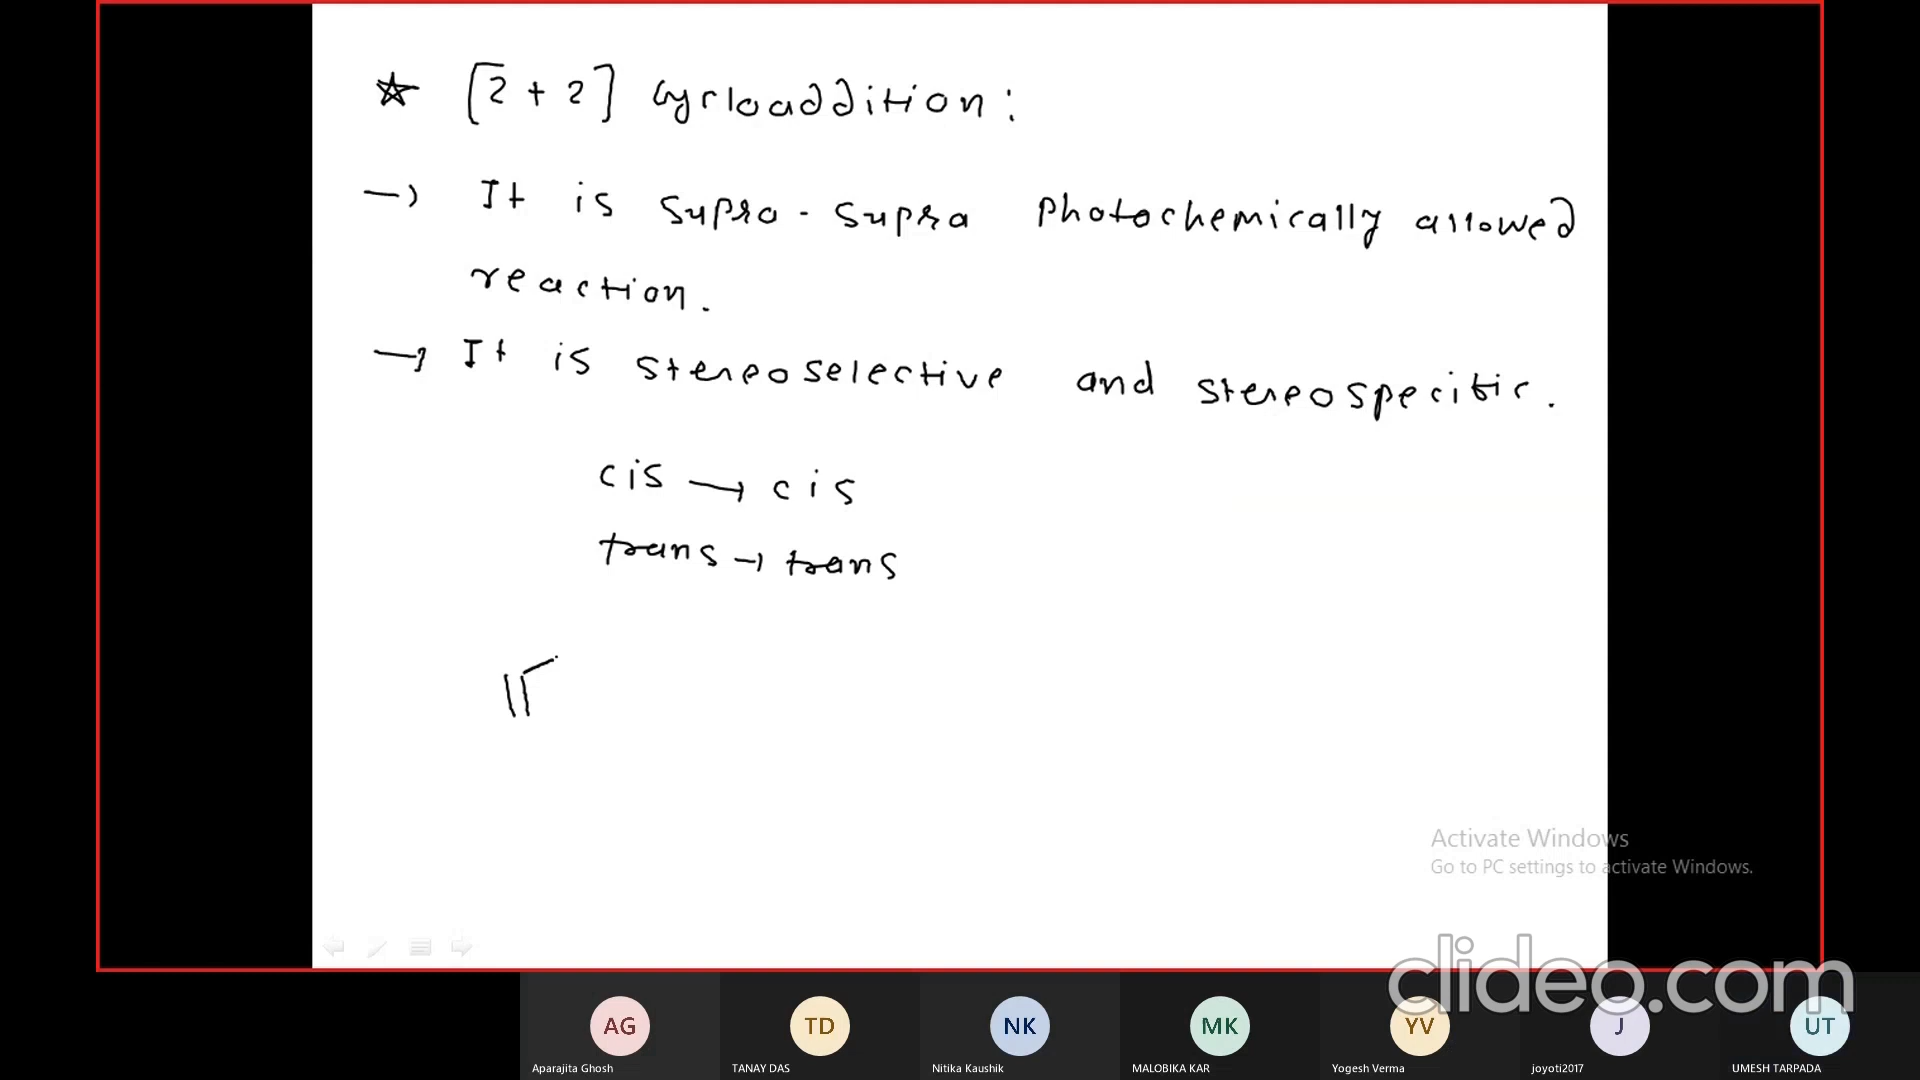 [2+2] Cycloaddition:
→ It is supra-supra photochemically allowed
reaction.
→ It is stereoselective and stereospecific.
cis → cis
trans → trans
Activate Windows
Go to PC settings to activate Windows.
clideo.com
AG TD NK MK YV J UT
Aparajita Ghosh TANAY DAS Nitika Kaushik MALOBIKA KAR Yogesh Verma joyoti2017 UMESH TARPADA